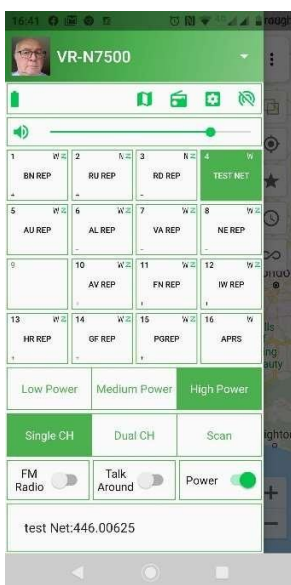 16:41
VR-N7500
1 W Z
BN REP
2 N Z
RU REP
3 N Z
RD REP
4 W
TEST NET
5 W Z
AU REP
6 W Z
AL REP
7 W Z
VA REP
8 W Z
NE REP
9
10 W Z
AV REP
11 W Z
FN REP
12 W Z
IW REP
13 W Z
HR REP
14 W Z
GF REP
15 W Z
PGREP
16 W
APRS
Low Power
Medium Power
High Power
Single CH
Dual CH
Scan
FM
Radio
Talk
Around
Power
test Net:446.00625